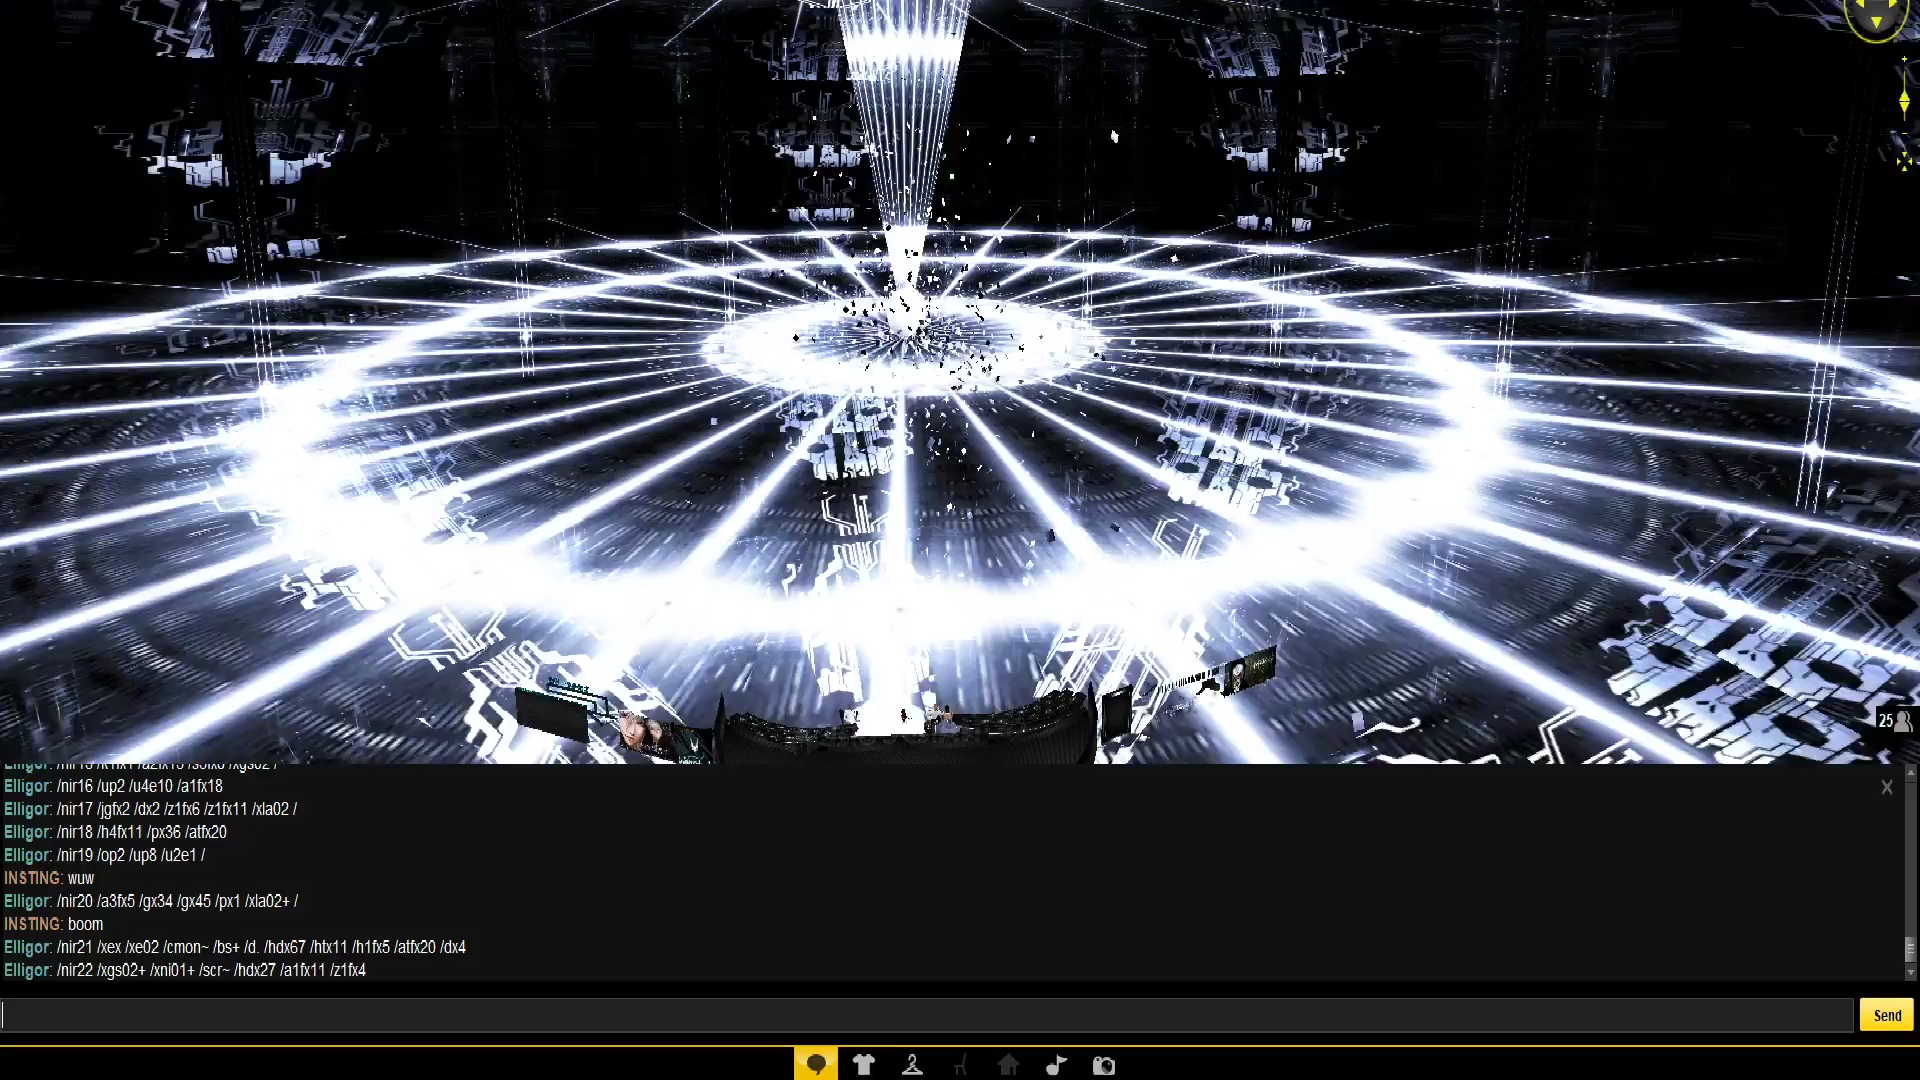 25
Elligor: /nir16 /up2 /u4e10 /a1fx18
Elligor: /nir17 /jgfx2 /dx2 /z1fx6 /z1fx11 /xla02 /
Elligor: /nir18 /h4fx11 /px36 /atfx20
Elligor: /nir19 /op2 /up8 /u2e1 /
INSTING: wuw
Elligor: /nir20 /a3fx5 /gx34 /gx45 /px1 /xla02+ /
INSTING: boom
Elligor: /nir21 /xex /xe02 /cmon~ /bs+ /d. /hdx67 /htx11 /h1fx5 /atfx20 /dx4
Elligor: /nir22 /xgs02+ /xni01+ /scr~ /hdx27 /a1fx11 /z1fx4
Send